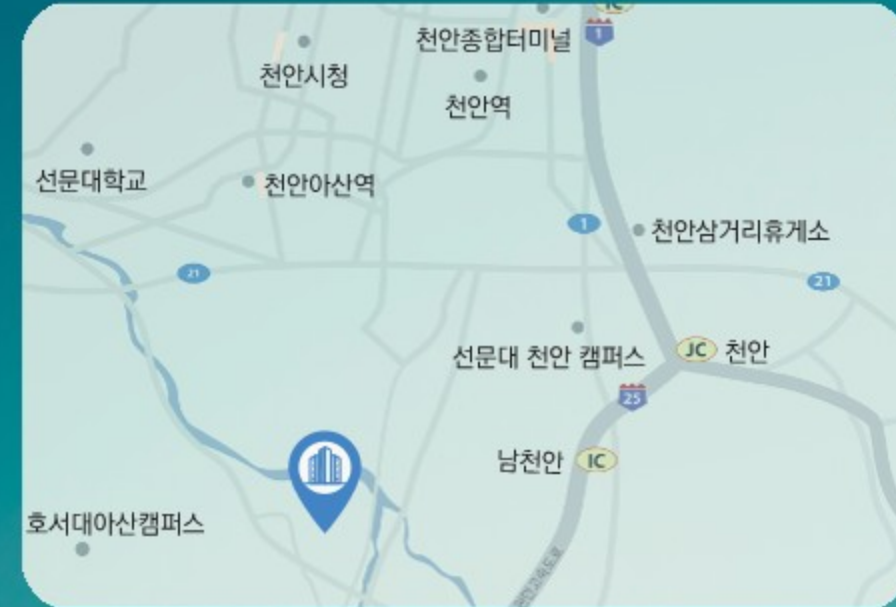 IC
천안종합터미널
1
천안시청
천안역
선문대학교
천안아산역
1
천안삼거리휴게소
21
21
선문대 천안 캠퍼스
JC 천안
25
남천안 IC
호서대아산캠퍼스